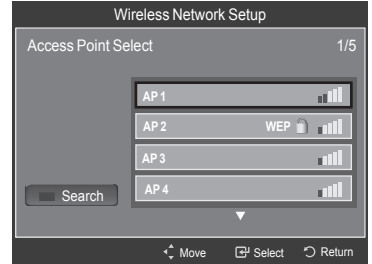 Wireless Network Setup
Access Point Select 1/5
AP 1
AP 2 WEP
AP 3
AP 4
Search
Move Select Return